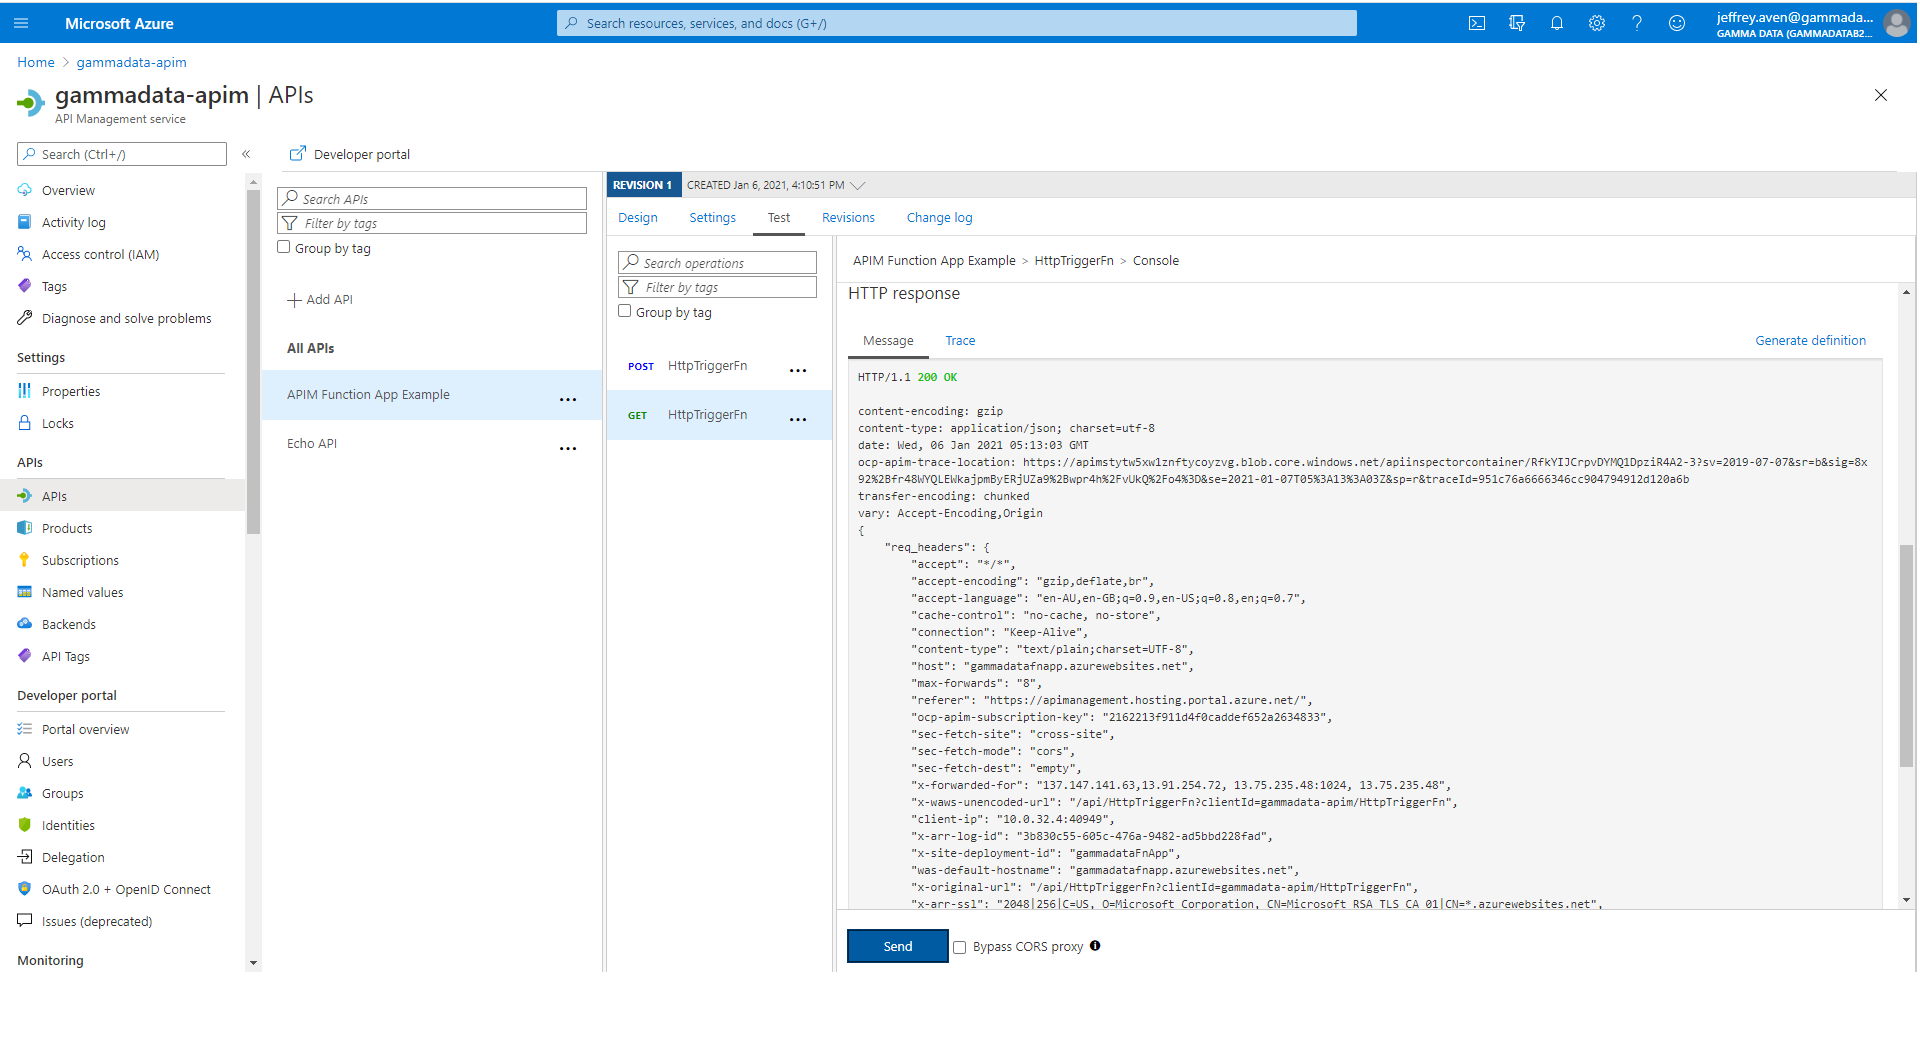 Microsoft Azure
Search resources, services, and docs (G+/)
jeffrey.aven@gammada...
GAMMA DATA (GAMMADATAB2...
Home > gammadata-apim
gammadata-apim | APIs
API Management service
Search (Ctrl+/)
«
Overview
Activity log
Access control (IAM)
Tags
Diagnose and solve problems
Settings
Properties
Locks
APIs
APIs
Products
Subscriptions
Named values
Backends
API Tags
Developer portal
Portal overview
Users
Groups
Identities
Delegation
OAuth 2.0 + OpenID Connect
Issues (deprecated)
Monitoring
Developer portal
Search APIs
Filter by tags
Group by tag
Add API
All APIs
APIM Function App Example ...
Echo API ...
REVISION 1 CREATED Jan 6, 2021, 4:10:51 PM
Design Settings Test Revisions Change log
Search operations
Filter by tags
Group by tag
POST HttpTriggerFn ...
GET HttpTriggerFn ...
APIM Function App Example > HttpTriggerFn > Console
HTTP response
Message Trace Generate definition
HTTP/1.1 200 OK
content-encoding: gzip
content-type: application/json; charset=utf-8
date: Wed, 06 Jan 2021 05:13:03 GMT
ocp-apim-trace-location: https://apimstytw5xw1znftycoyzvg.blob.core.windows.net/apiinspectorcontainer/RfkYIJCrpvDYMQ1DpziR4A2-3?sv=2019-07-07&sr=b&sig=8x
92%2Bfr48WYQLEWkajpmByERjUZa9%2Bwpr4h%2FvUkQ%2Fo4%3D&se=2021-01-07T05%3A13%3A03Z&sp=r&traceId=951c76a6666346cc904794912d120a6b
transfer-encoding: chunked
vary: Accept-Encoding,Origin
{
"req_headers": {
"accept": "*/*",
"accept-encoding": "gzip,deflate,br",
"accept-language": "en-AU,en-GB;q=0.9,en-US;q=0.8,en;q=0.7",
"cache-control": "no-cache, no-store",
"connection": "Keep-Alive",
"content-type": "text/plain;charset=UTF-8",
"host": "gammadatafnapp.azurewebsites.net",
"max-forwards": "8",
"referer": "https://apimanagement.hosting.portal.azure.net/",
"ocp-apim-subscription-key": "2162213f911d4f0caddef652a2634833",
"sec-fetch-site": "cross-site",
"sec-fetch-mode": "cors",
"sec-fetch-dest": "empty",
"x-forwarded-for": "137.147.141.63,13.91.254.72, 13.75.235.48:1024, 13.75.235.48",
"x-waws-unencoded-url": "/api/HttpTriggerFn?clientId=gammadata-apim/HttpTriggerFn",
"client-ip": "10.0.32.4:40949",
"x-arr-log-id": "3b830c55-605c-476a-9482-ad5bbd228fad",
"x-site-deployment-id": "gammadataFnApp",
"was-default-hostname": "gammadatafnapp.azurewebsites.net",
"x-original-url": "/api/HttpTriggerFn?clientId=gammadata-apim/HttpTriggerFn",
"x-arr-ssl": "2048|256|C=US, O=Microsoft Corporation, CN=Microsoft RSA TLS CA 01|CN=*.azurewebsites.net",
Send Bypass CORS proxy